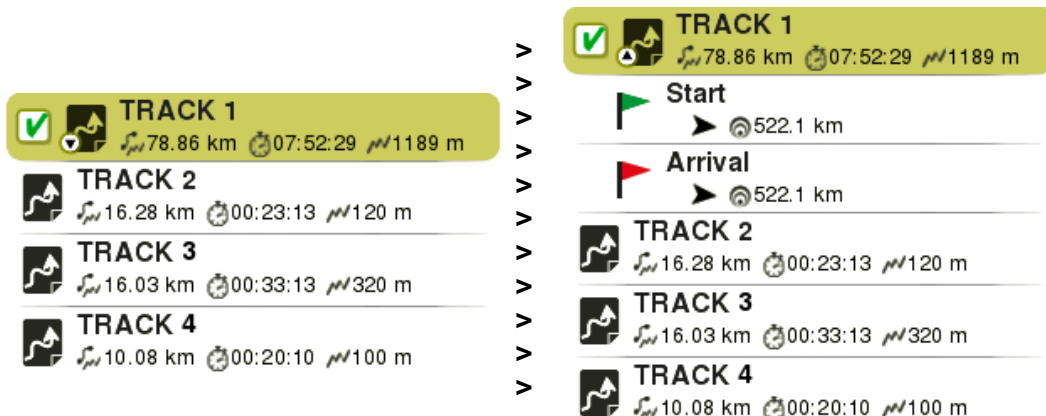 TRACK 1
78.86 km 07:52:29 1189 m
TRACK 2
16.28 km 00:23:13 120 m
TRACK 3
16.03 km 00:33:13 320 m
TRACK 4
10.08 km 00:20:10 100 m
>
>
>
>
>
>
>
>
>
>
>
TRACK 1
78.86 km 07:52:29 1189 m
Start
522.1 km
Arrival
522.1 km
TRACK 2
16.28 km 00:23:13 120 m
TRACK 3
16.03 km 00:33:13 320 m
TRACK 4
10.08 km 00:20:10 100 m